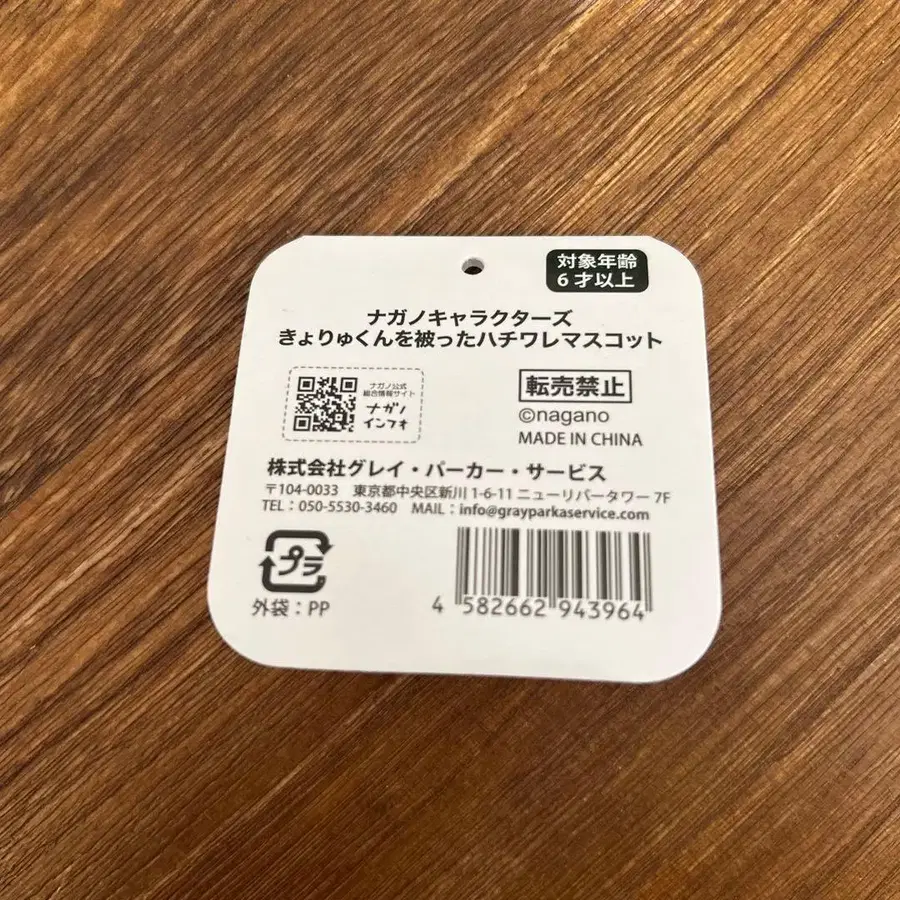 対象年齢
6才以上
ナガノキャラクターズ
きょりゅくんを被ったハチワレマスコット
ナガノ公式
総合情報サイト
ナガノ
インフォ
転売禁止
©nagano
MADE IN CHINA
株式会社グレイ・パーカー・サービス
〒104-0033 東京都中央区新川 1-6-11 ニューリバータワー 7F
TEL：050-5530-3460 MAIL：info@grayparkaservice.com
プラ
外袋：PP
4 582662 943964